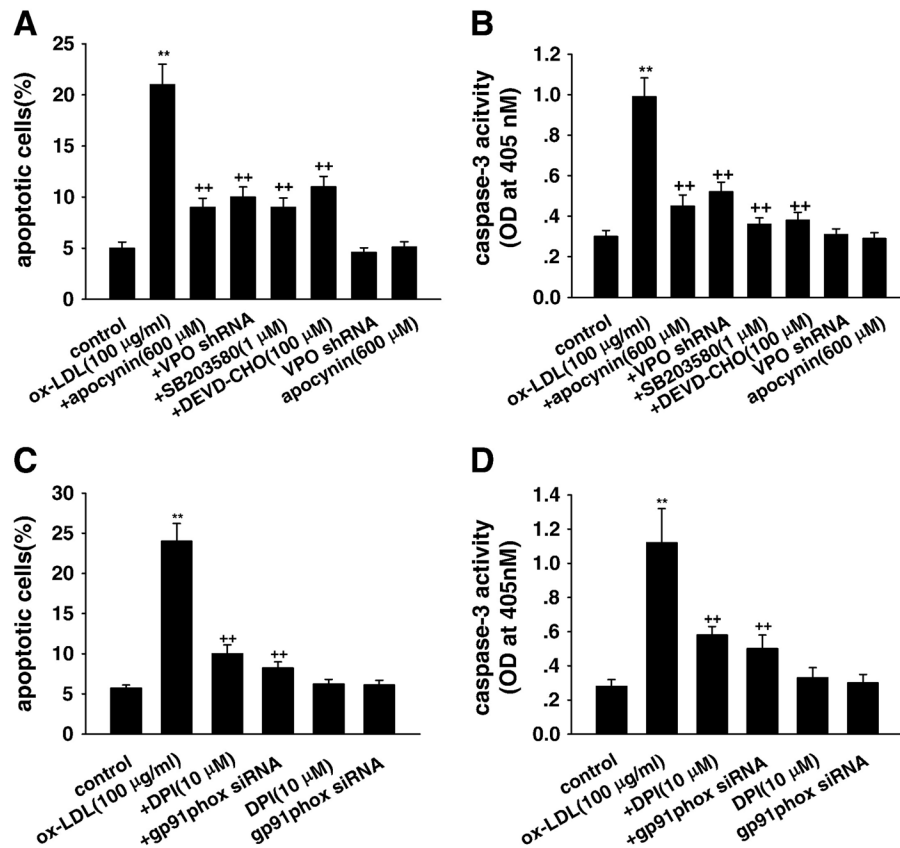 A
apoptotic cells(%)
25
20
15
10
5
0
**
++
++
++
++
control
ox-LDL(100 μg/ml)
+apocynin(600 μM)
+VPO shRNA
+SB203580(1 μM)
+DEVD-CHO(100 μM)
VPO shRNA
apocynin(600 μM)
B
caspase-3 acitvity
(OD at 405 nM)
1.2
1.0
.8
.6
.4
.2
0.0
**
++
++
++
++
control
ox-LDL(100 μg/ml)
+apocynin(600 μM)
+VPO shRNA
+SB203580(1 μM)
+DEVD-CHO(100 μM)
VPO shRNA
apocynin(600 μM)
C
apoptotic cells(%)
30
25
20
15
10
5
0
**
++
++
control
ox-LDL(100 μg/ml)
+DPI(10 μM)
+gp91phox siRNA
DPI(10 μM)
gp91phox siRNA
D
caspase-3 activity
(OD at 405nM)
1.4
1.2
1.0
.8
.6
.4
.2
0.0
**
++
++
control
ox-LDL(100 μg/ml)
+DPI(10 μM)
+gp91phox siRNA
DPI(10 μM)
gp91phox siRNA